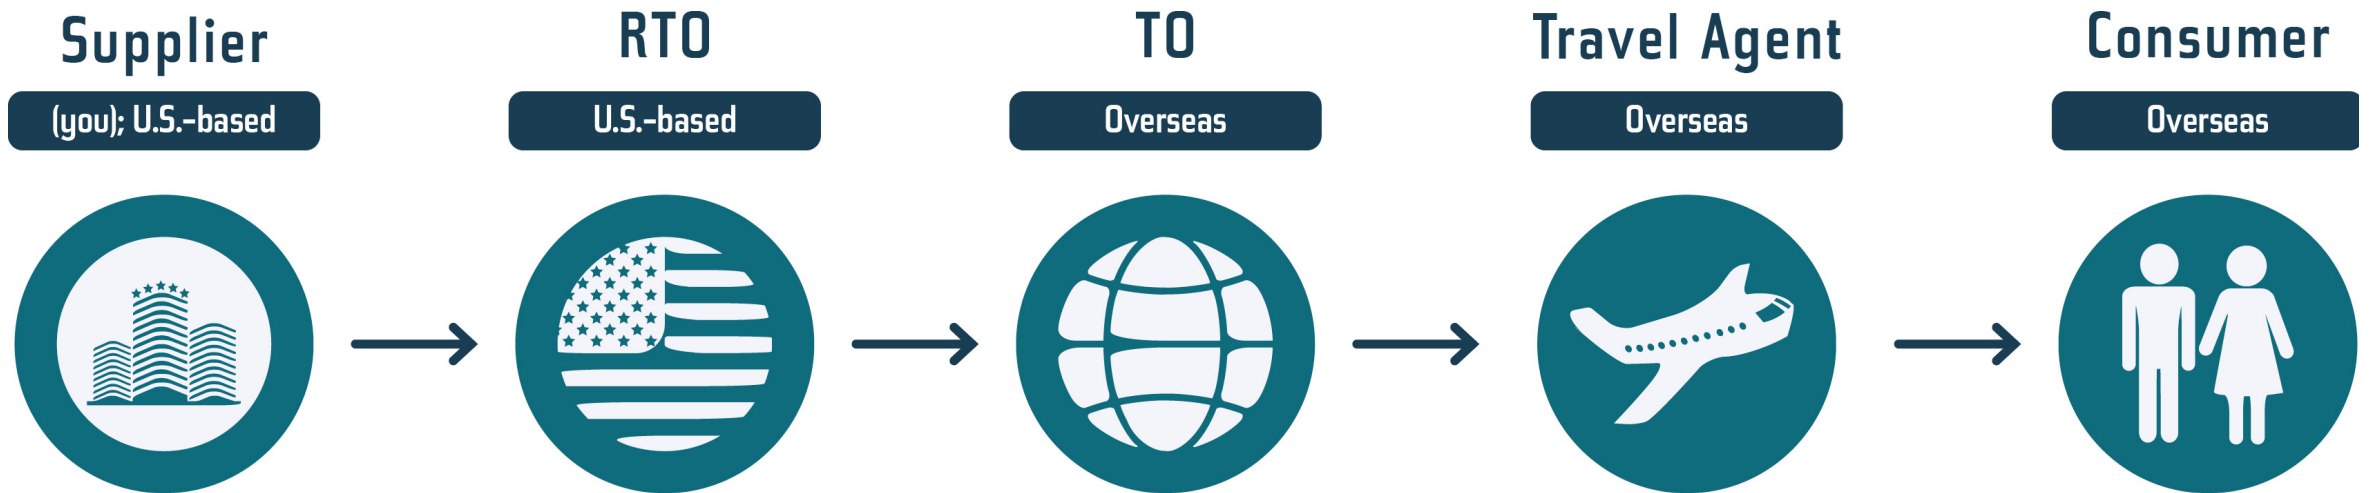 Supplier
(you); U.S.-based
RTO
U.S.-based
TO
Overseas
Travel Agent
Overseas
Consumer
Overseas